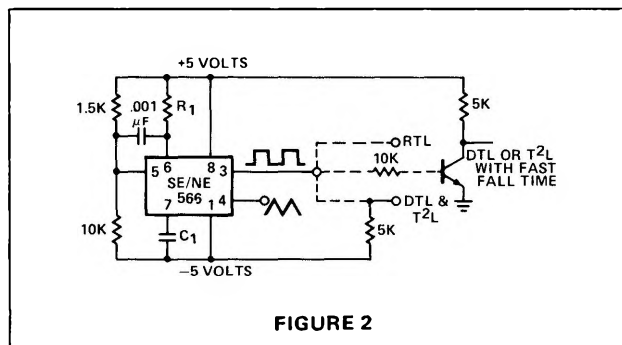 +5 VOLTS
1.5K
.001
μF
R1
5K
RTL
10K
5
6
8
3
SE/NE
566
4
7
1
DTL OR T²L
WITH FAST
FALL TIME
DTL &
T²L
10K
C1
5K
−5 VOLTS
FIGURE 2